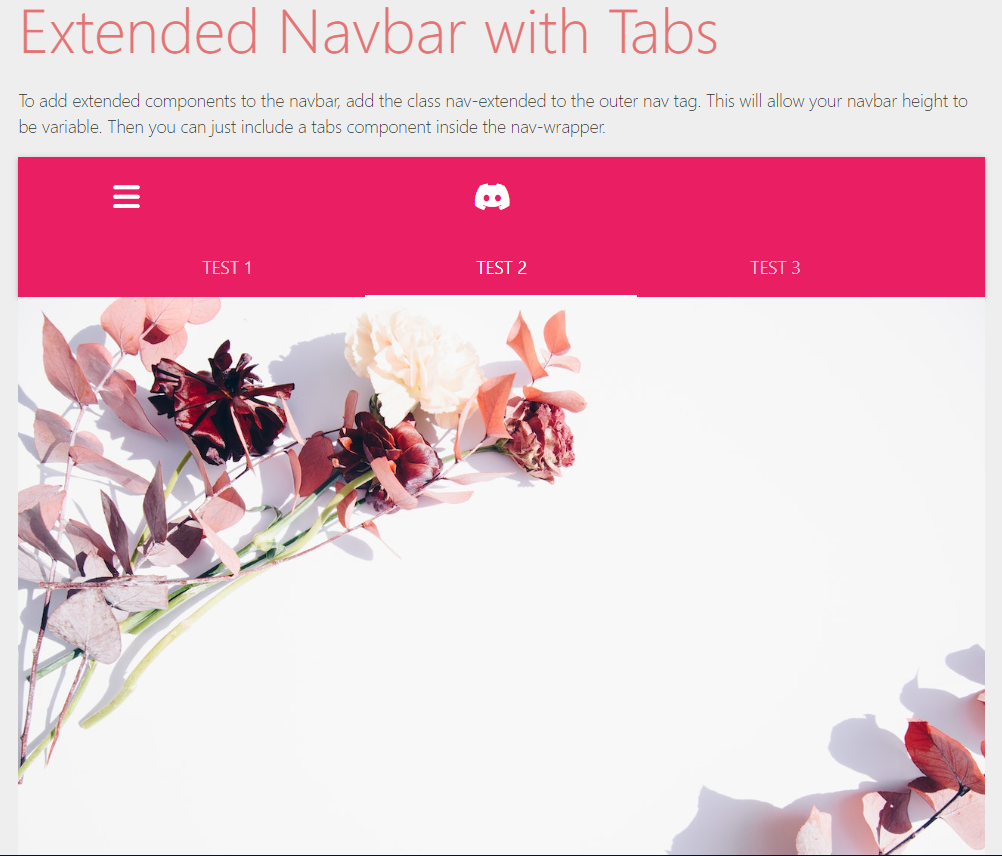 Extended Navbar with Tabs
To add extended components to the navbar, add the class nav-extended to the outer nav tag. This will allow your navbar height to
be variable. Then you can just include a tabs component inside the nav-wrapper.
TEST 1
TEST 2
TEST 3